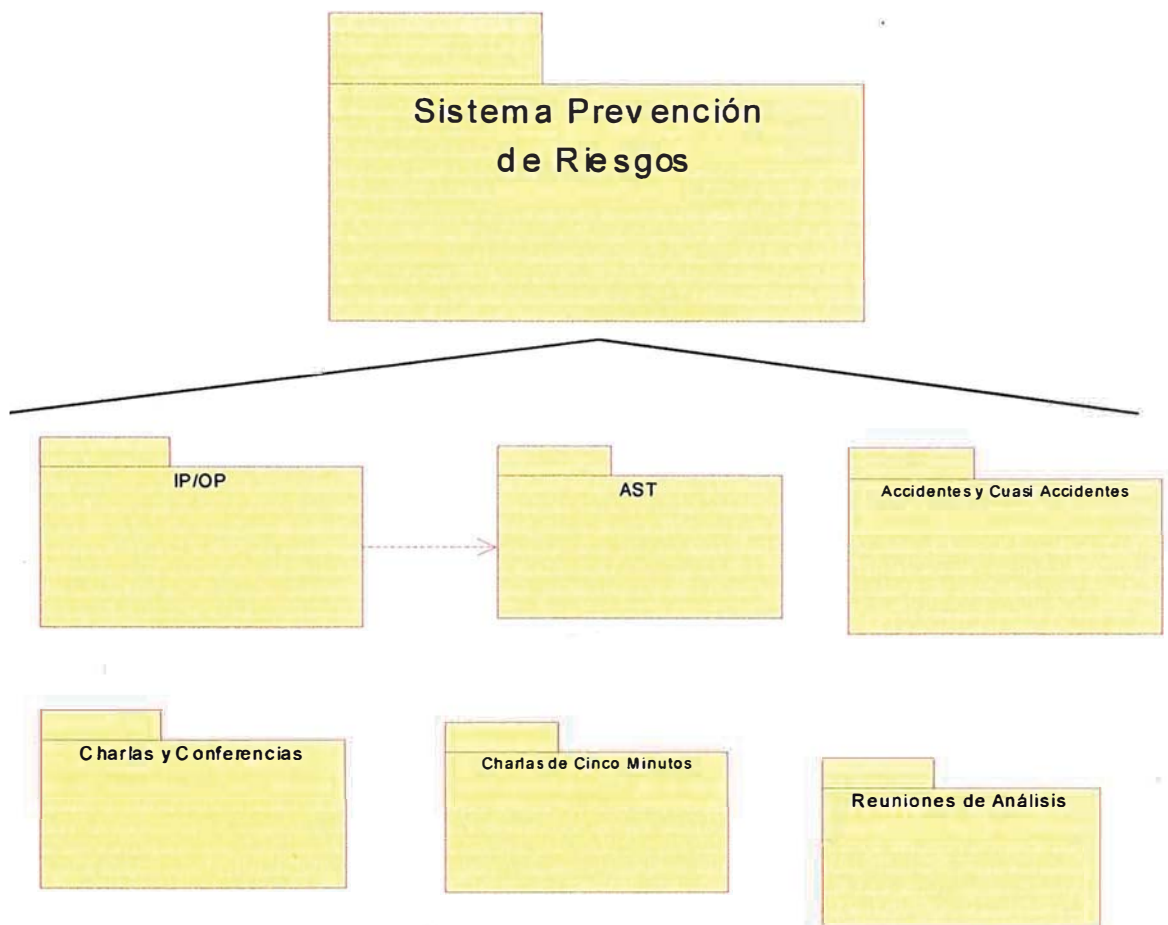 Sistema Prevención
de Riesgos
IP/OP
AST
Accidentes y Cuasi Accidentes
Charlas y Conferencias
Charlas de Cinco Minutos
Reuniones de Análisis